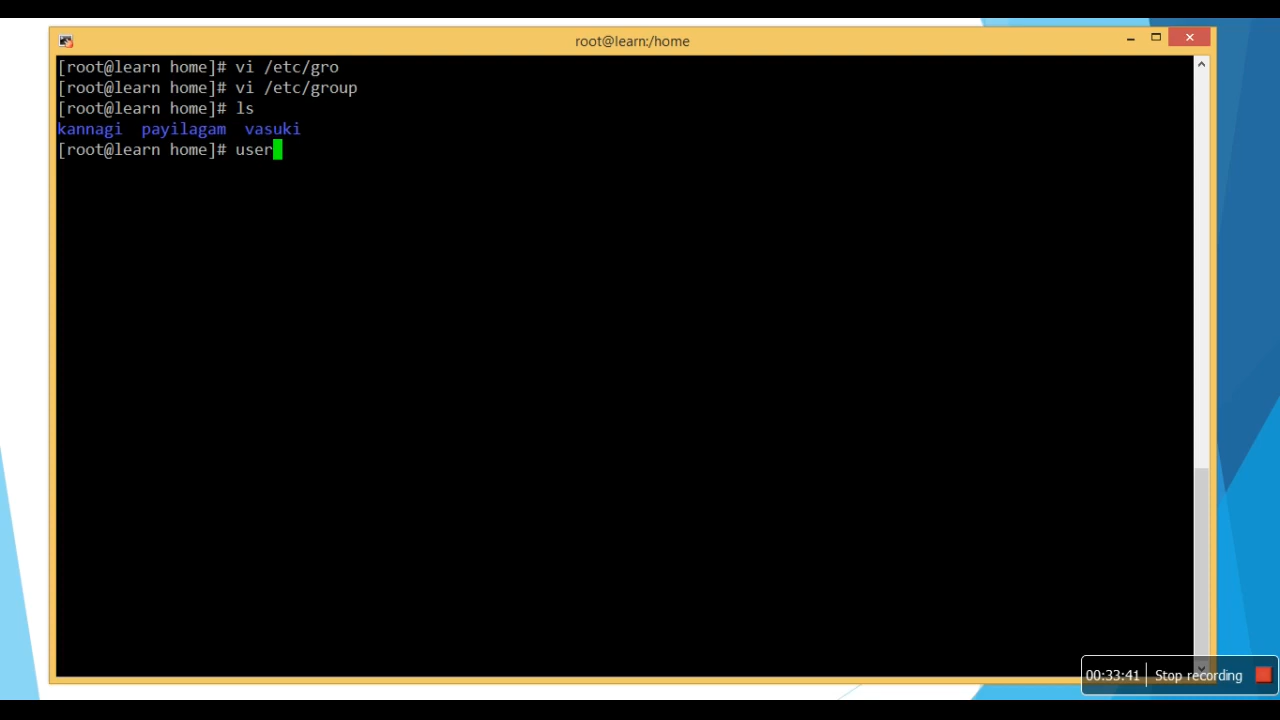 root@learn:/home
[root@learn home]# vi /etc/gro
[root@learn home]# vi /etc/group
[root@learn home]# ls
kannagi  payilagam  vasuki
[root@learn home]# user
00:33:41 Stop recording